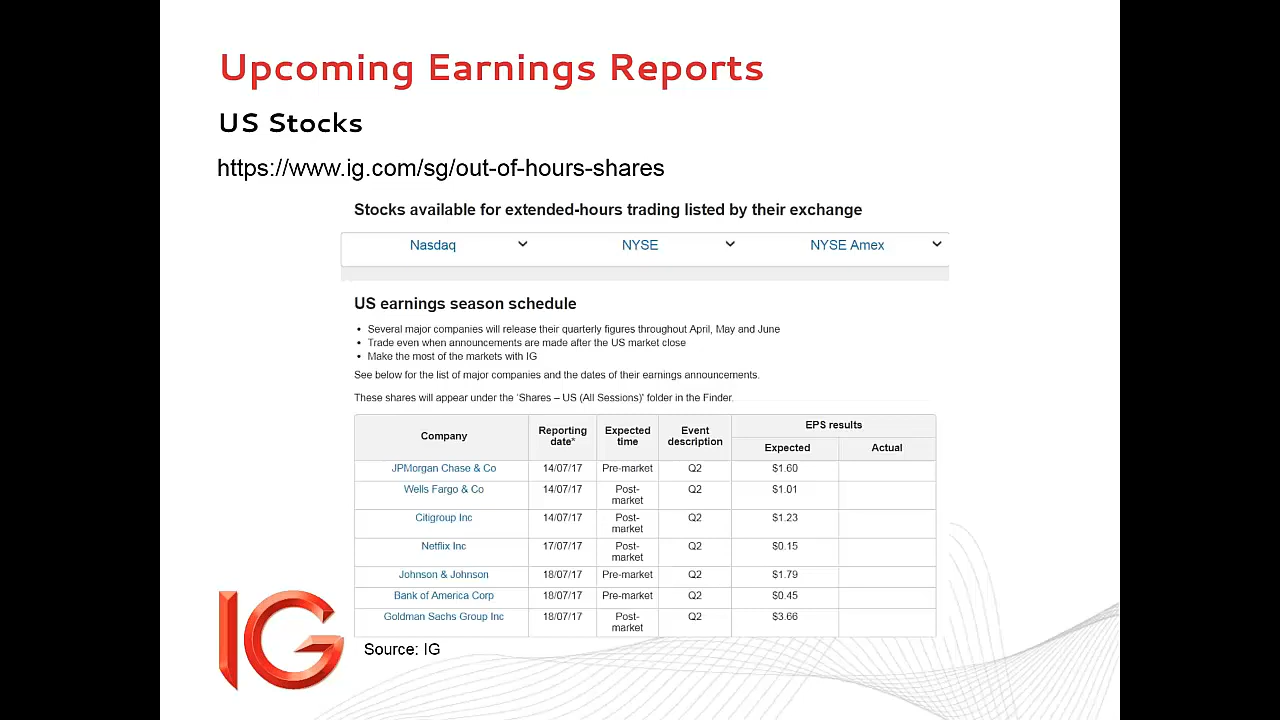 Upcoming Earnings Reports
US Stocks
https://www.ig.com/sg/out-of-hours-shares
Stocks available for extended-hours trading listed by their exchange
Nasdaq NYSE NYSE Amex
US earnings season schedule
• Several major companies will release their quarterly figures throughout April, May and June
• Trade even when announcements are made after the US market close
• Make the most of the markets with IG
See below for the list of major companies and the dates of their earnings announcements.
These shares will appear under the 'Shares – US (All Sessions)' folder in the Finder.
Company Reporting date* Expected time Event description EPS results
Expected Actual
JPMorgan Chase & Co 14/07/17 Pre-market Q2 $1.60
Wells Fargo & Co 14/07/17 Post-market Q2 $1.01
Citigroup Inc 14/07/17 Post-market Q2 $1.23
Netflix Inc 17/07/17 Post-market Q2 $0.15
Johnson & Johnson 18/07/17 Pre-market Q2 $1.79
Bank of America Corp 18/07/17 Pre-market Q2 $0.45
Goldman Sachs Group Inc 18/07/17 Post-market Q2 $3.66
IG
Source: IG